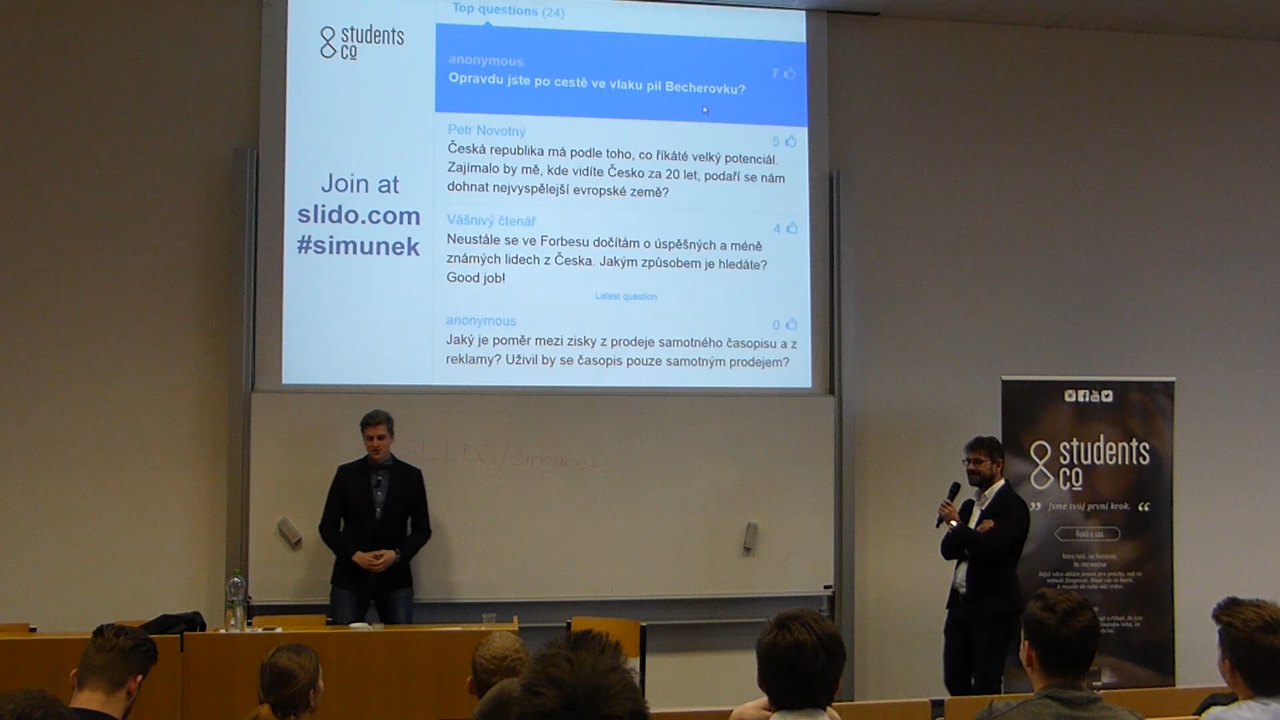 students
co
Join at
slido.com
#simunek
Top questions (24)
anonymous
7
Opravdu jste po cestě ve vlaku pil Becherovku?
Petr Novotný
5
Česká republika má podle toho, co říkáté velký potenciál.
Zajímalo by mě, kde vidíte Česko za 20 let, podaří se nám
dohnat nejvyspělejší evropské země?
Vášnivý čtenář
4
Neustále se ve Forbesu dočítám o úspěšných a méně
známých lidech z Česka. Jakým způsobem je hledáte?
Good job!
Latest question
anonymous
0
Jaký je poměr mezi zisky z prodeje samotného časopisu a z
reklamy? Uživil by se časopis pouze samotným prodejem?
SLIDO/simunek
students
co
jsme tvůj první krok.